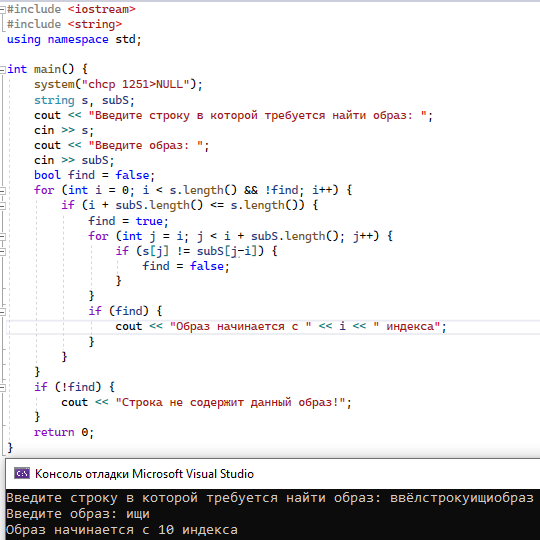 #include <iostream>
#include <string>
using namespace std;
int main() {
system("chcp 1251>NULL");
string s, subS;
cout << "Введите строку в которой требуется найти образ: ";
cin >> s;
cout << "Введите образ: ";
cin >> subS;
bool find = false;
for (int i = 0; i < s.length() && !find; i++) {
if (i + subS.length() <= s.length()) {
find = true;
for (int j = i; j < i + subS.length(); j++) {
if (s[j] != subS[j-i]) {
find = false;
}
}
if (find) {
cout << "Образ начинается с " << i << " индекса";
}
}
}
if (!find) {
cout << "Строка не содержит данный образ!";
}
return 0;
}
C:\ Консоль отладки Microsoft Visual Studio
Введите строку в которой требуется найти образ: ввёлстрокуищиобраз
Введите образ: ищи
Образ начинается с 10 индекса